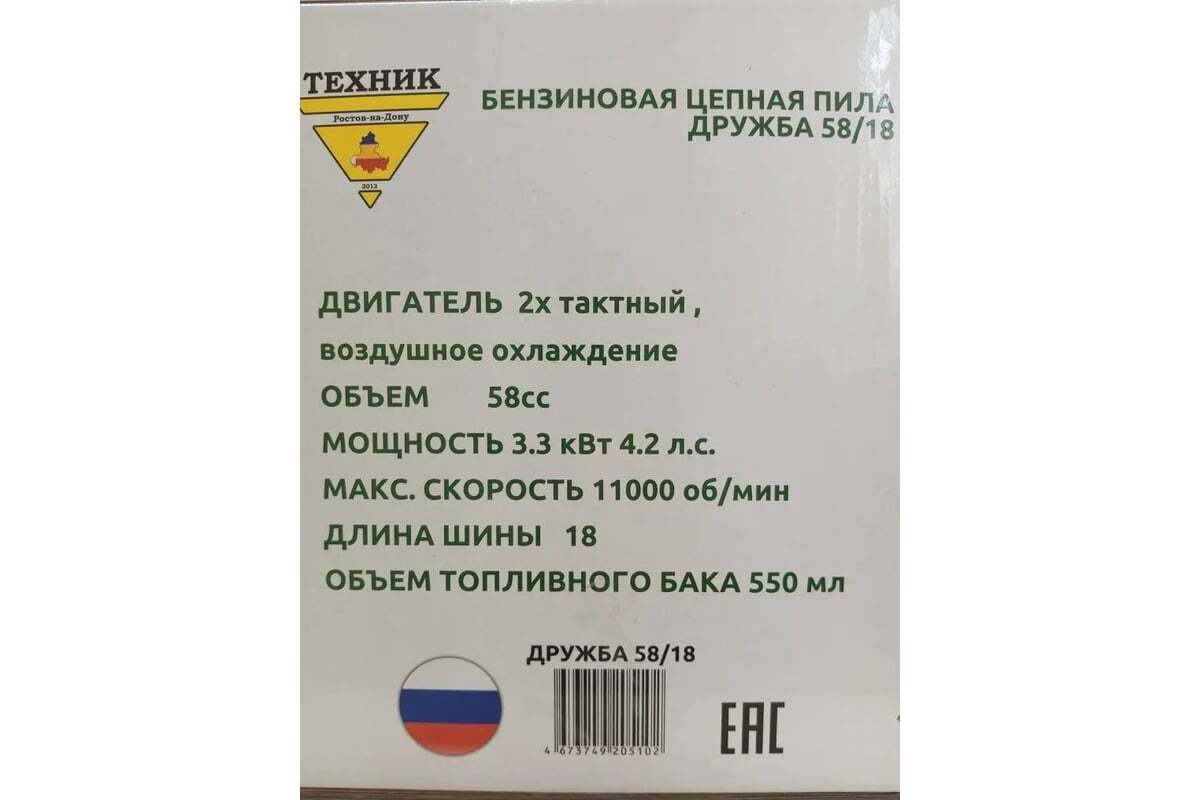 ТЕХНИК
Ростов-на-Дону
2012
БЕНЗИНОВАЯ ЦЕПНАЯ ПИЛА
ДРУЖБА 58/18
ДВИГАТЕЛЬ 2х тактный ,
воздушное охлаждение
ОБЪЕМ 58сс
МОЩНОСТЬ 3.3 кВт 4.2 л.с.
МАКС. СКОРОСТЬ 11000 об/мин
ДЛИНА ШИНЫ 18
ОБЪЕМ ТОПЛИВНОГО БАКА 550 мл
ДРУЖБА 58/18
4 673749 205102
EAC